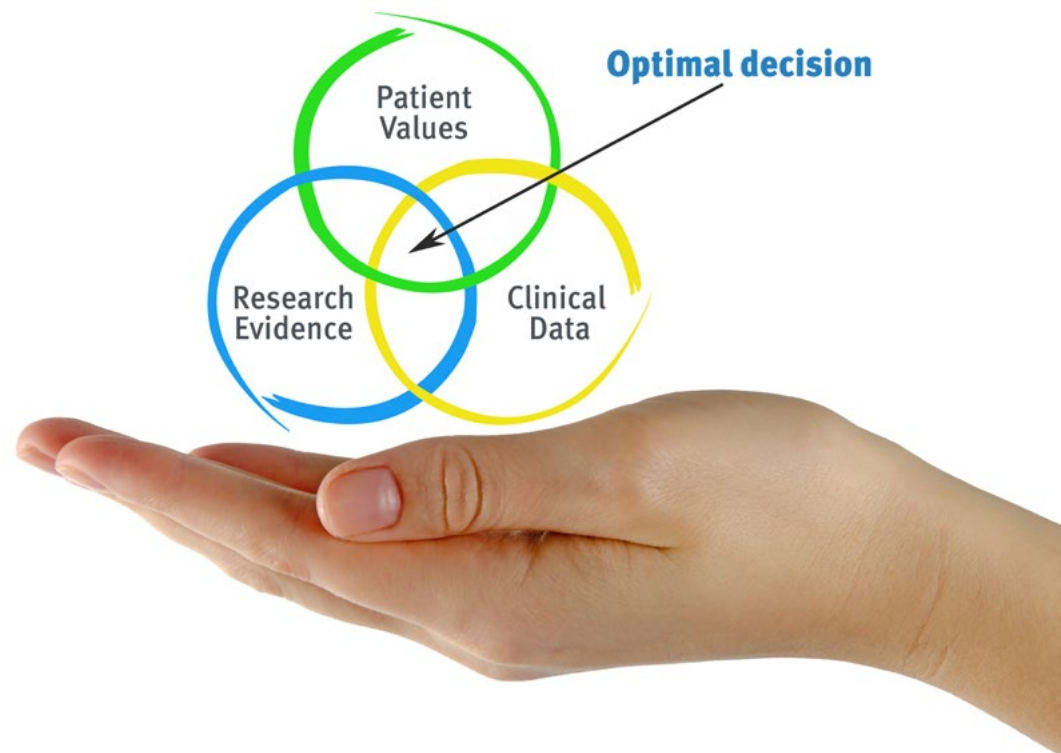 Optimal decision
Patient
Values
Research
Evidence
Clinical
Data